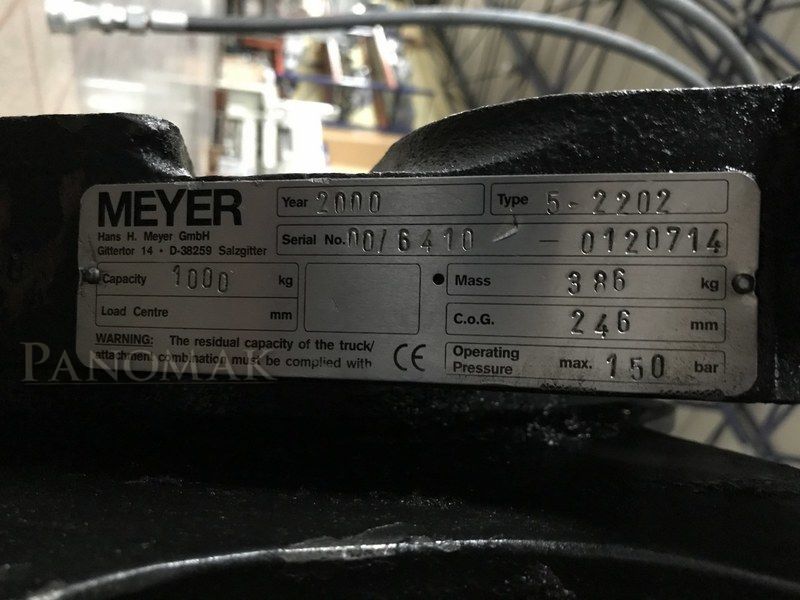 MEYER
Hans H. Meyer GmbH
Gittertor 14 • D-38259 Salzgitter
Year 2000
Type 5-2202
Serial No. 00/6410 - 0120714
Capacity 1000 kg
Load Centre mm
Mass 386 kg
C.o.G. 246 mm
WARNING: The residual capacity of the truck/
attachment combination must be complied with
CE
Operating Pressure max. 150 bar
PANOMAK